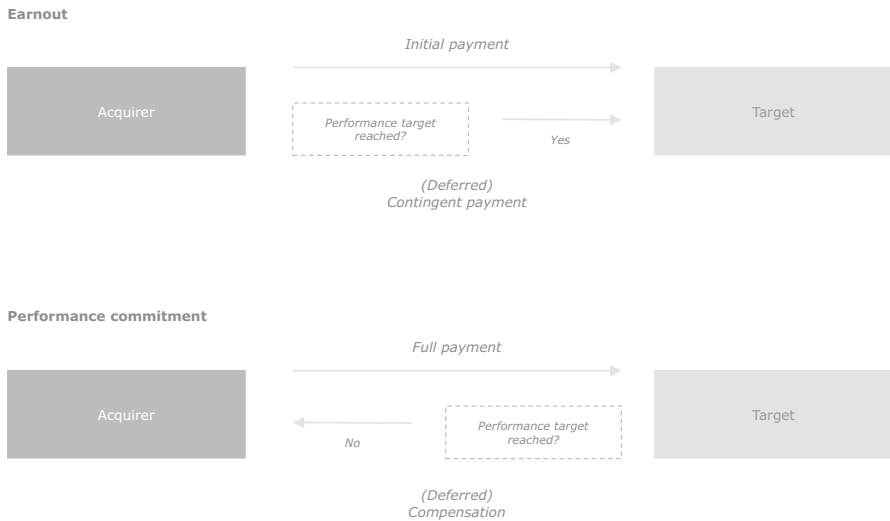 Earnout
Initial payment
Acquirer
Performance target
reached?
Yes
Target
(Deferred)
Contingent payment
Performance commitment
Full payment
Acquirer
No
Performance target
reached?
Target
(Deferred)
Compensation